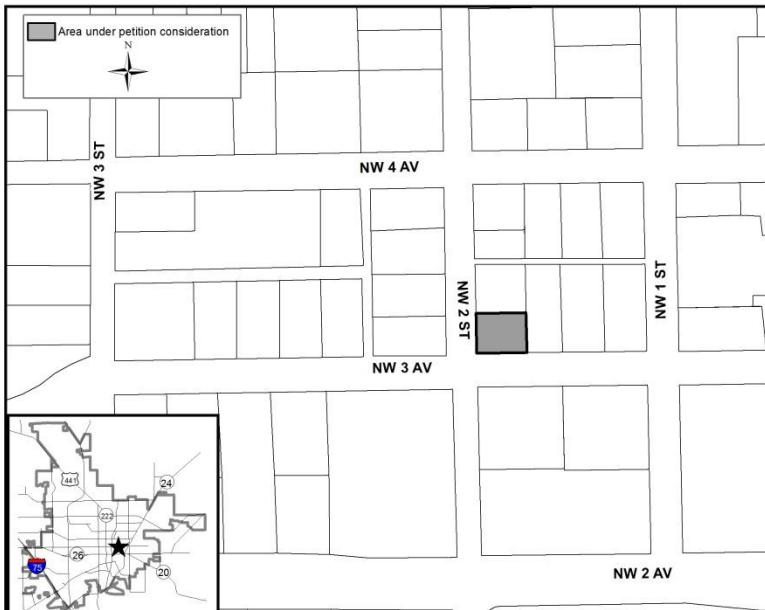 Area under petition consideration
N
NW 3 ST
NW 4 AV
NW 2 ST
NW 1 ST
NW 3 AV
441
24
222
26
75
20
NW 2 AV